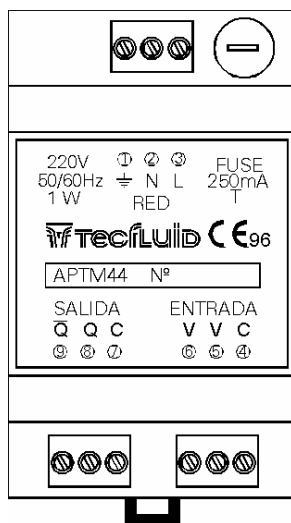 220V ① ② ③ FUSE
50/60Hz ⏚ N L 250mA
1 W RED T
TECFLUID CE 96
APTM44 Nº
SALIDA ENTRADA
Q̅ Q C V V C
⑨ ⑧ ⑦ ⑥ ⑤ ④